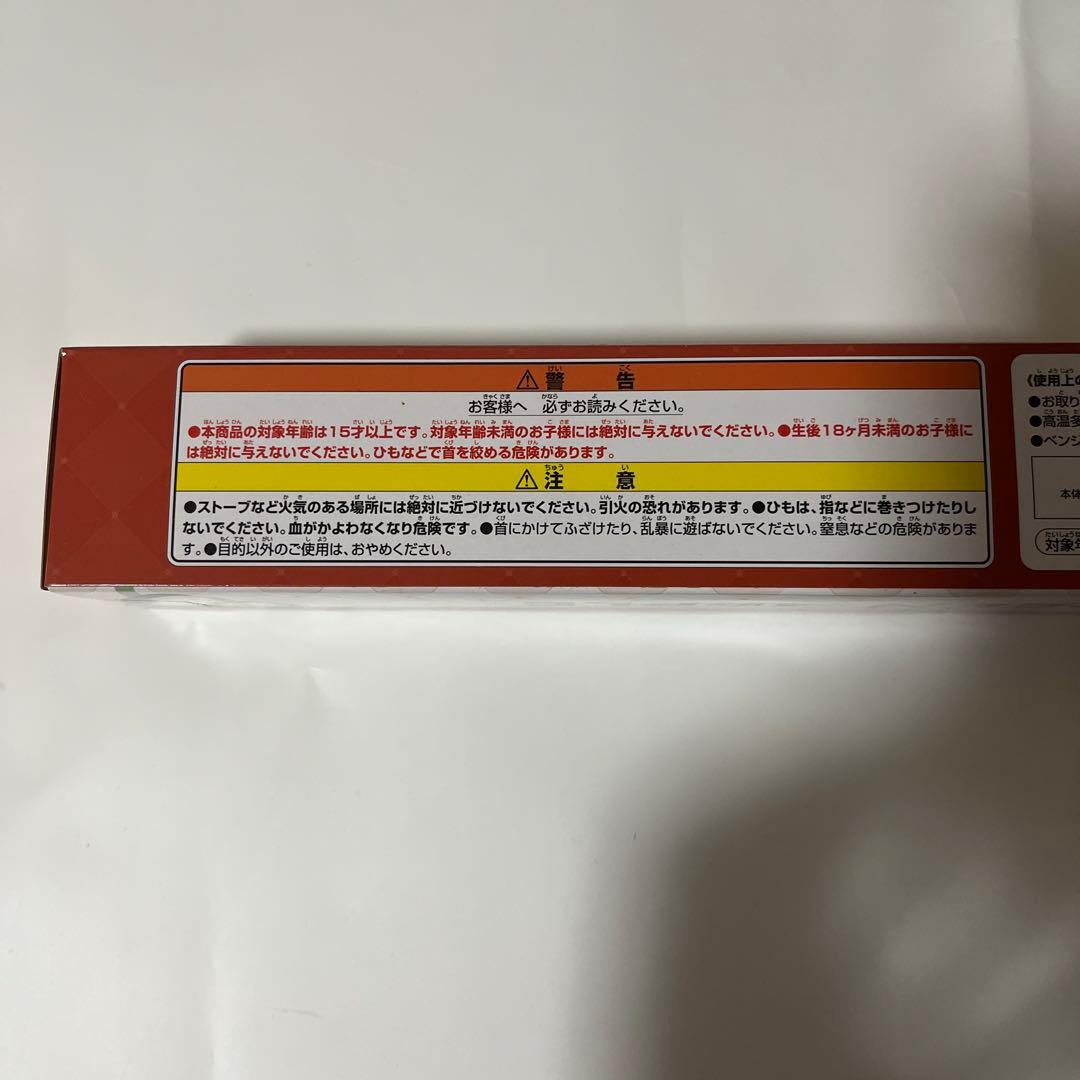 ⚠警告
お客様へ 必ずお読みください。
●本商品の対象年齢は15才以上です。対象年齢未満のお子様には絶対に与えないでください。●生後18ヶ月未満のお子様に
は絶対に与えないでください。ひもなどで首を絞める危険があります。
⚠注意
●ストーブなど火気のある場所には絶対に近づけないでください。引火の恐れがあります。●ひもは、指などに巻きつけたりし
ないでください。血がかよわなくなり危険です。●首にかけてふざけたり、乱暴に遊ばないでください。窒息などの危険がありま
す。●目的以外のご使用は、おやめください。
《使用上の
●お取り
●高温多
●ベンジ
本体
対象年